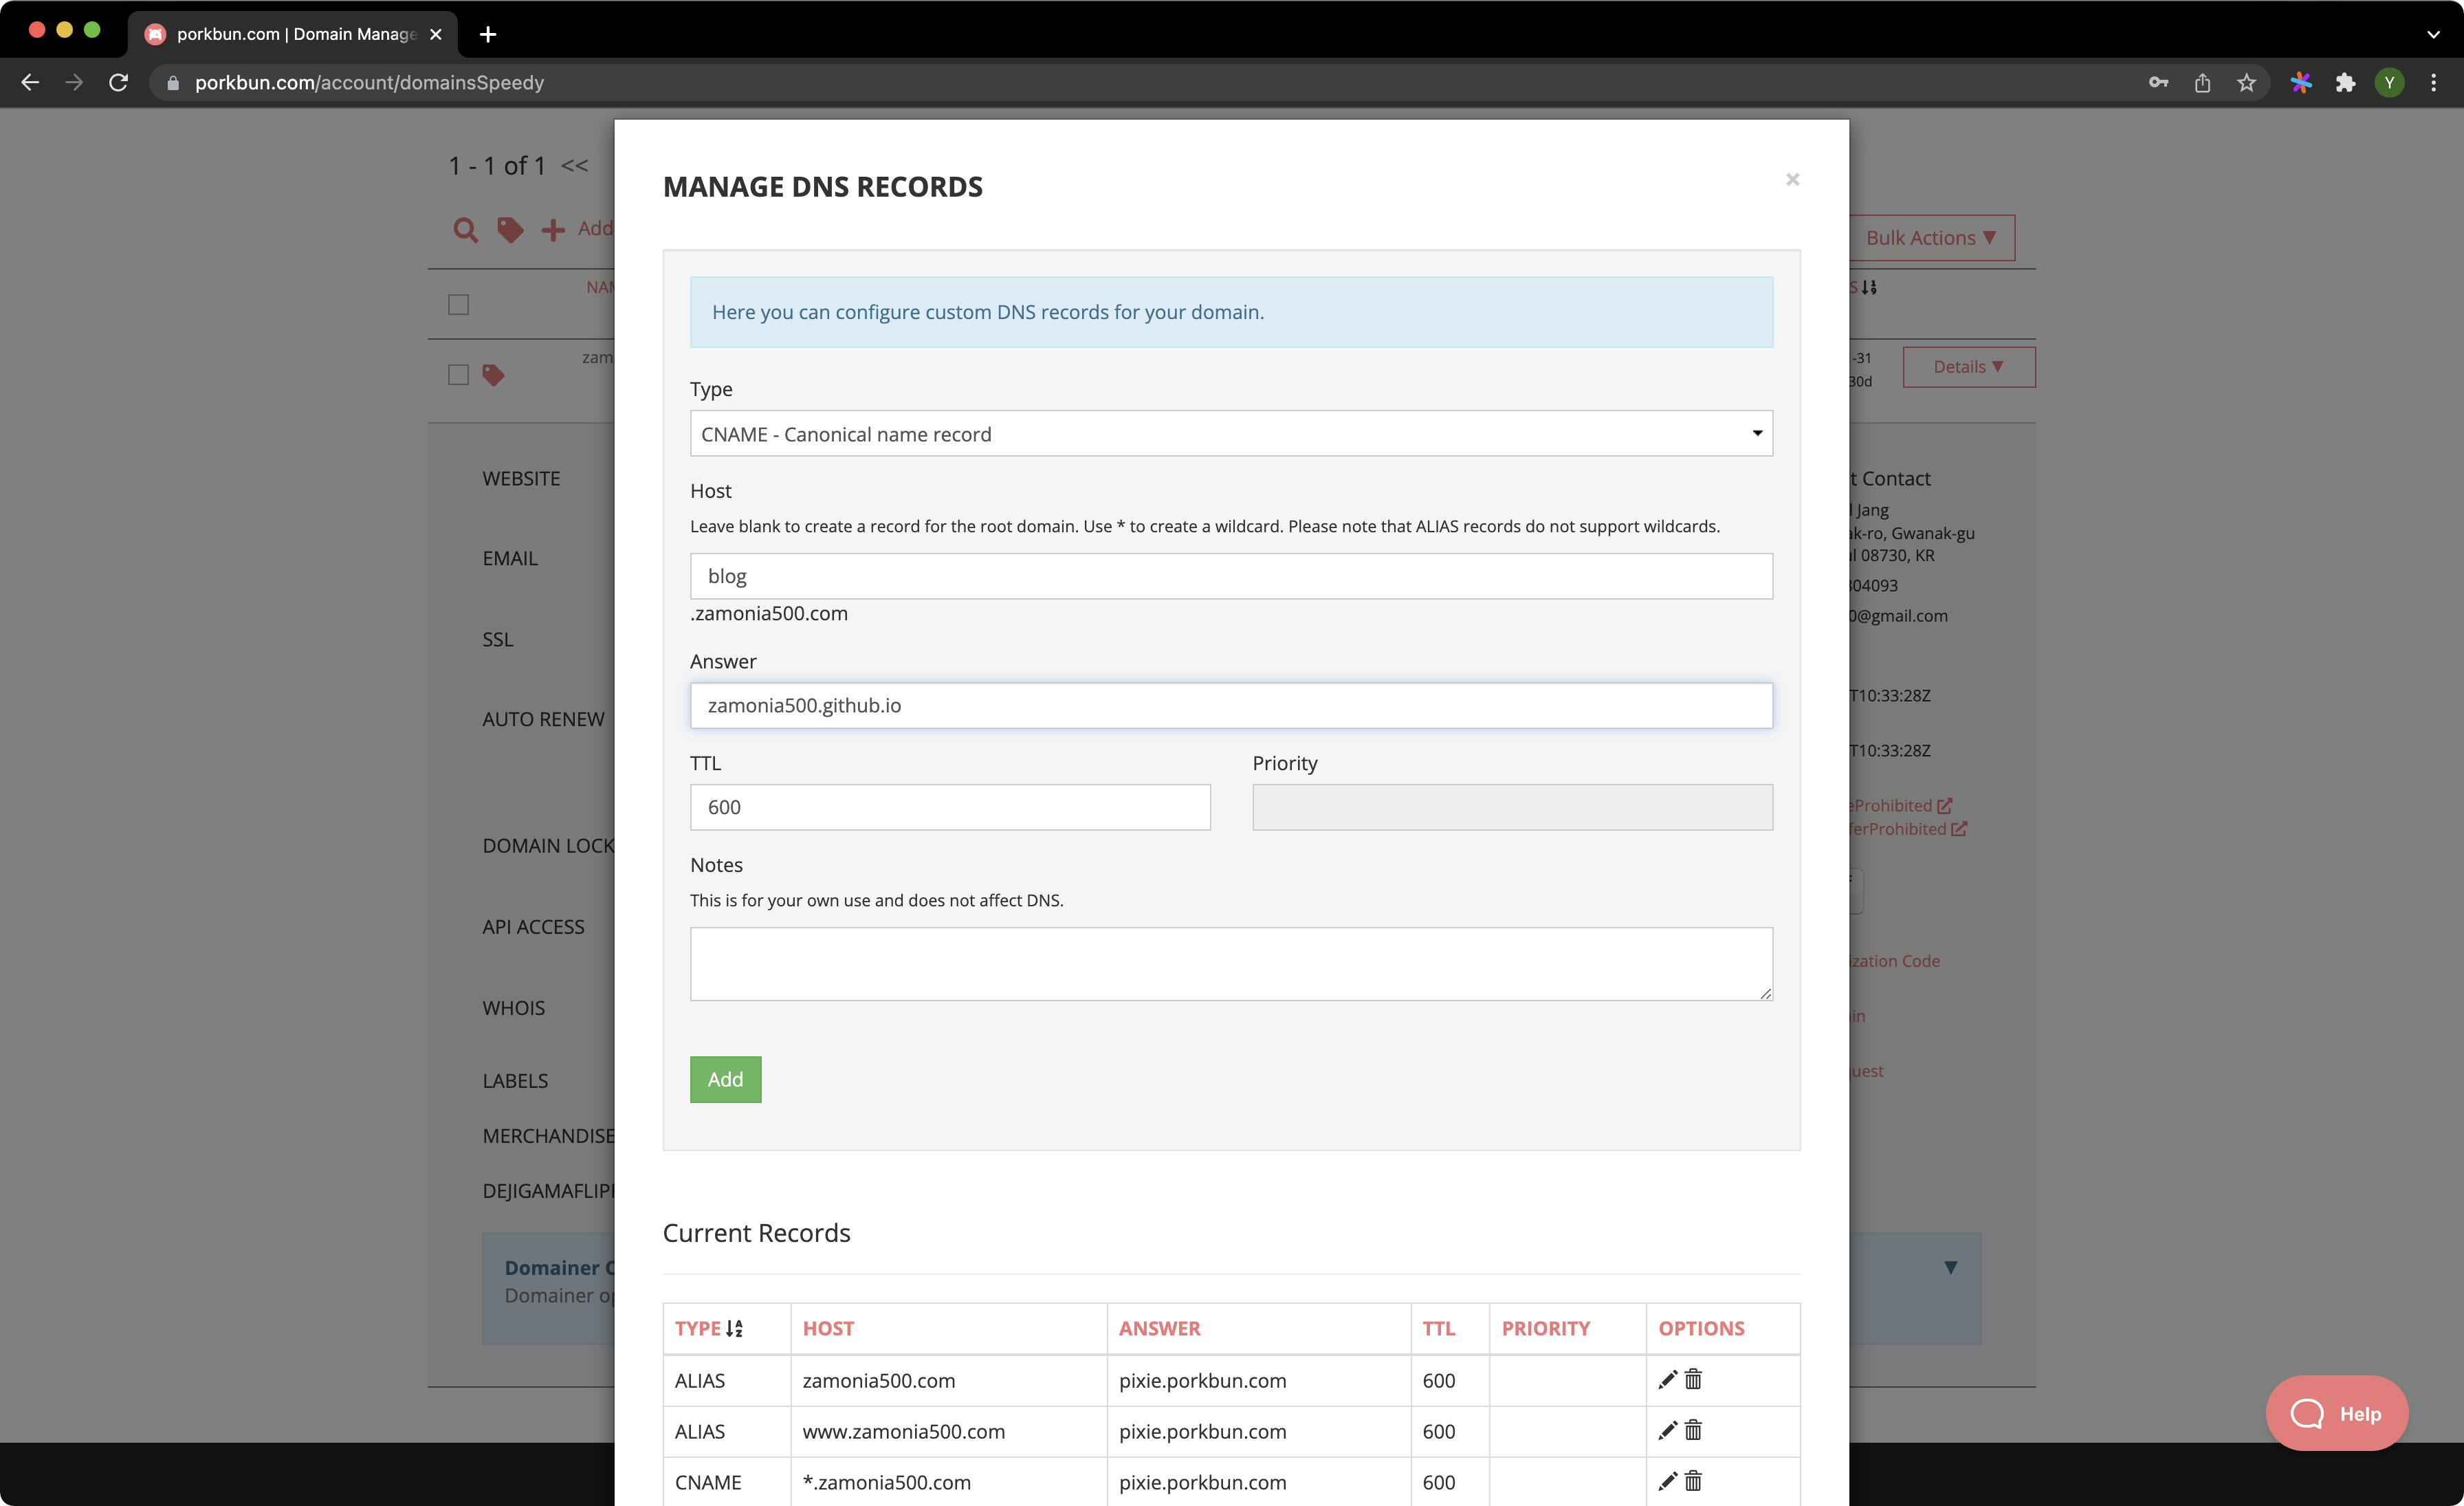 porkbun.com | Domain Manage
porkbun.com/account/domainsSpeedy
Y
1 - 1 of 1 <<
Add
Bulk Actions ▼
MANAGE DNS RECORDS
×
Here you can configure custom DNS records for your domain.
Type
CNAME - Canonical name record
Host
Leave blank to create a record for the root domain. Use * to create a wildcard. Please note that ALIAS records do not support wildcards.
blog
.zamonia500.com
Answer
zamonia500.github.io
TTL
Priority
600
Notes
This is for your own use and does not affect DNS.
Add
Current Records
TYPE HOST ANSWER TTL PRIORITY OPTIONS
ALIAS zamonia500.com pixie.porkbun.com 600
ALIAS www.zamonia500.com pixie.porkbun.com 600
CNAME *.zamonia500.com pixie.porkbun.com 600
NAM
zam
WEBSITE
EMAIL
SSL
AUTO RENEW
DOMAIN LOCK
API ACCESS
WHOIS
LABELS
MERCHANDISE
DEJIGAMAFLIP
Domainer
Domainer op
S
-31
30d
Details ▼
t Contact
Jang
ak-ro, Gwanak-gu
ul 08730, KR
304093
0@gmail.com
T10:33:28Z
T10:33:28Z
eProhibited
ferProhibited
ization Code
in
uest
▼
Help